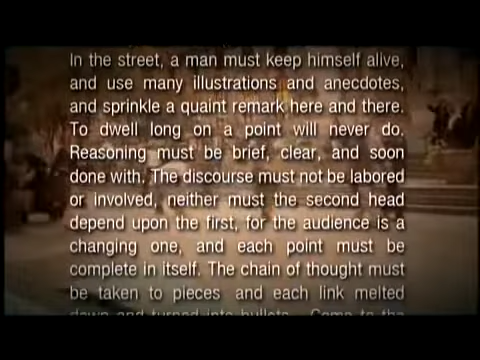 In the street, a man must keep himself alive,
and use many illustrations and anecdotes,
and sprinkle a quaint remark here and there.
To dwell long on a point will never do.
Reasoning must be brief, clear, and soon
done with. The discourse must not be labored
or involved, neither must the second head
depend upon the first, for the audience is a
changing one, and each point must be
complete in itself. The chain of thought must
be taken to pieces and each link melted
down and turned into bullets. Come to the